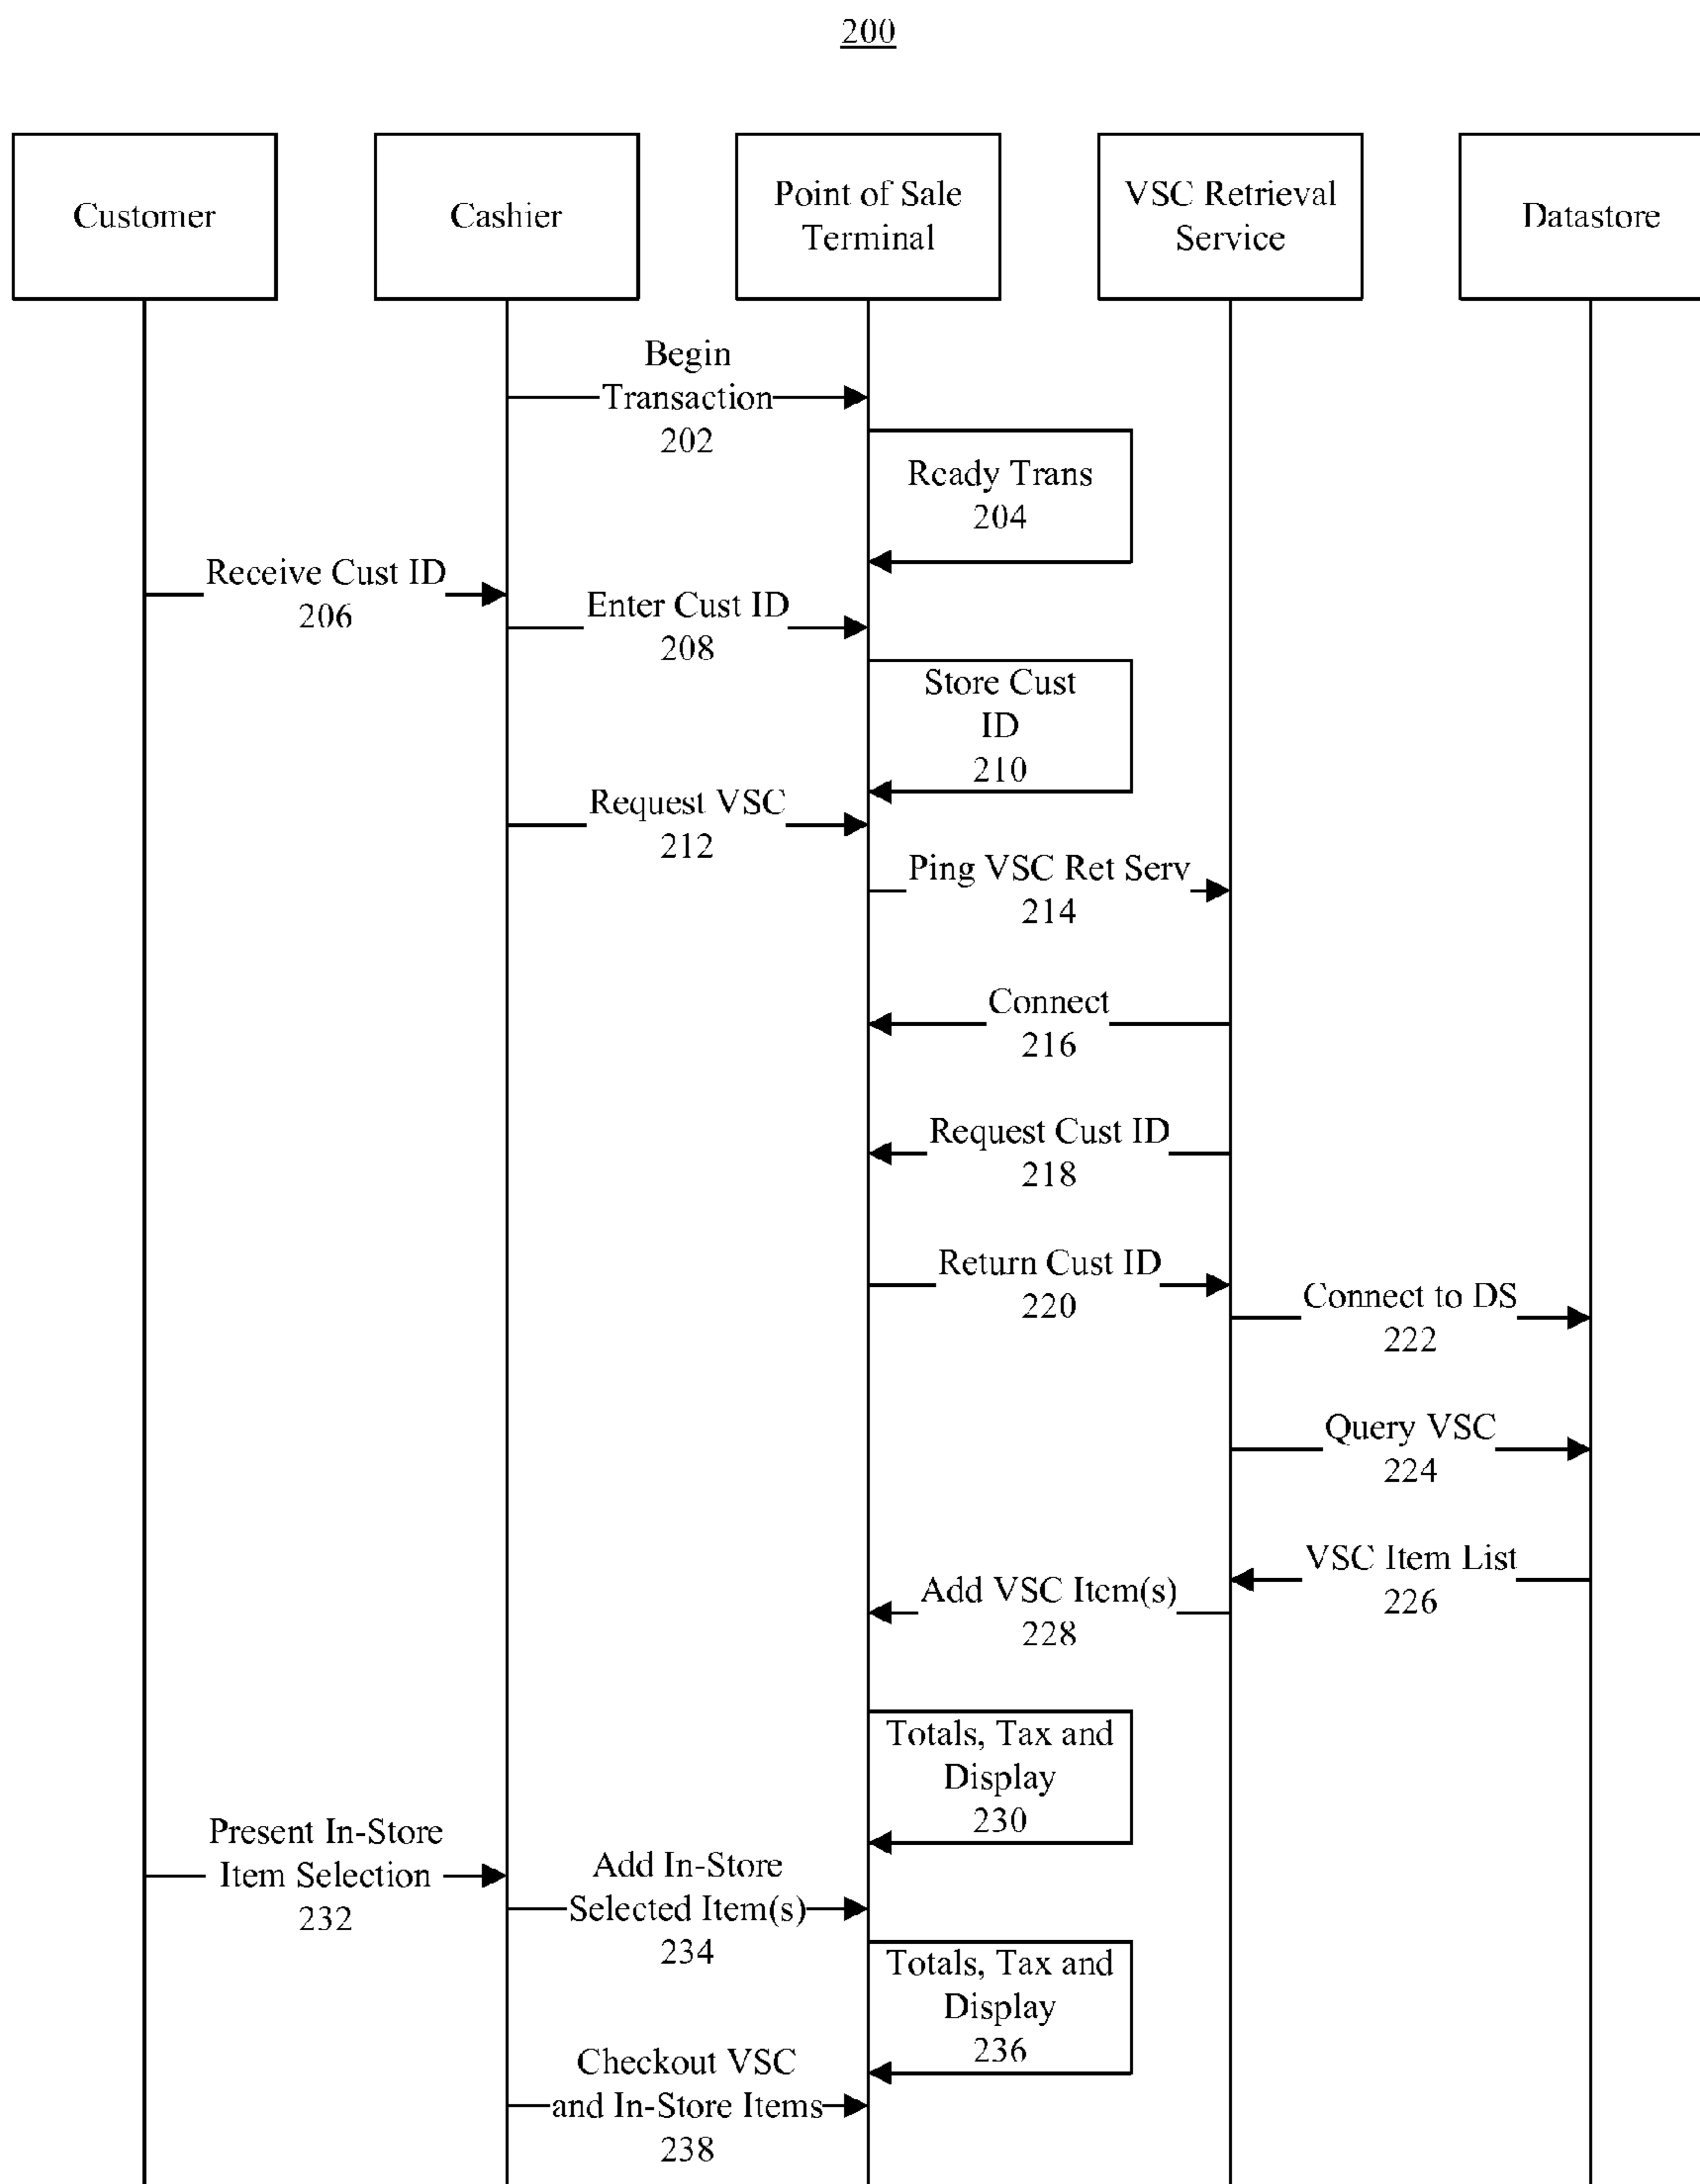 200
Customer
Cashier
Point of Sale
Terminal
VSC Retrieval
Service
Datastore
Begin
Transaction
202
Ready Trans
204
Receive Cust ID
206
Enter Cust ID
208
Store Cust
ID
210
Request VSC
212
Ping VSC Ret Serv
214
Connect
216
Request Cust ID
218
Return Cust ID
220
Connect to DS
222
Query VSC
224
VSC Item List
226
Add VSC Item(s)
228
Totals, Tax and
Display
230
Present In-Store
Item Selection
232
Add In-Store
Selected Item(s)
234
Totals, Tax and
Display
236
Checkout VSC
and In-Store Items
238